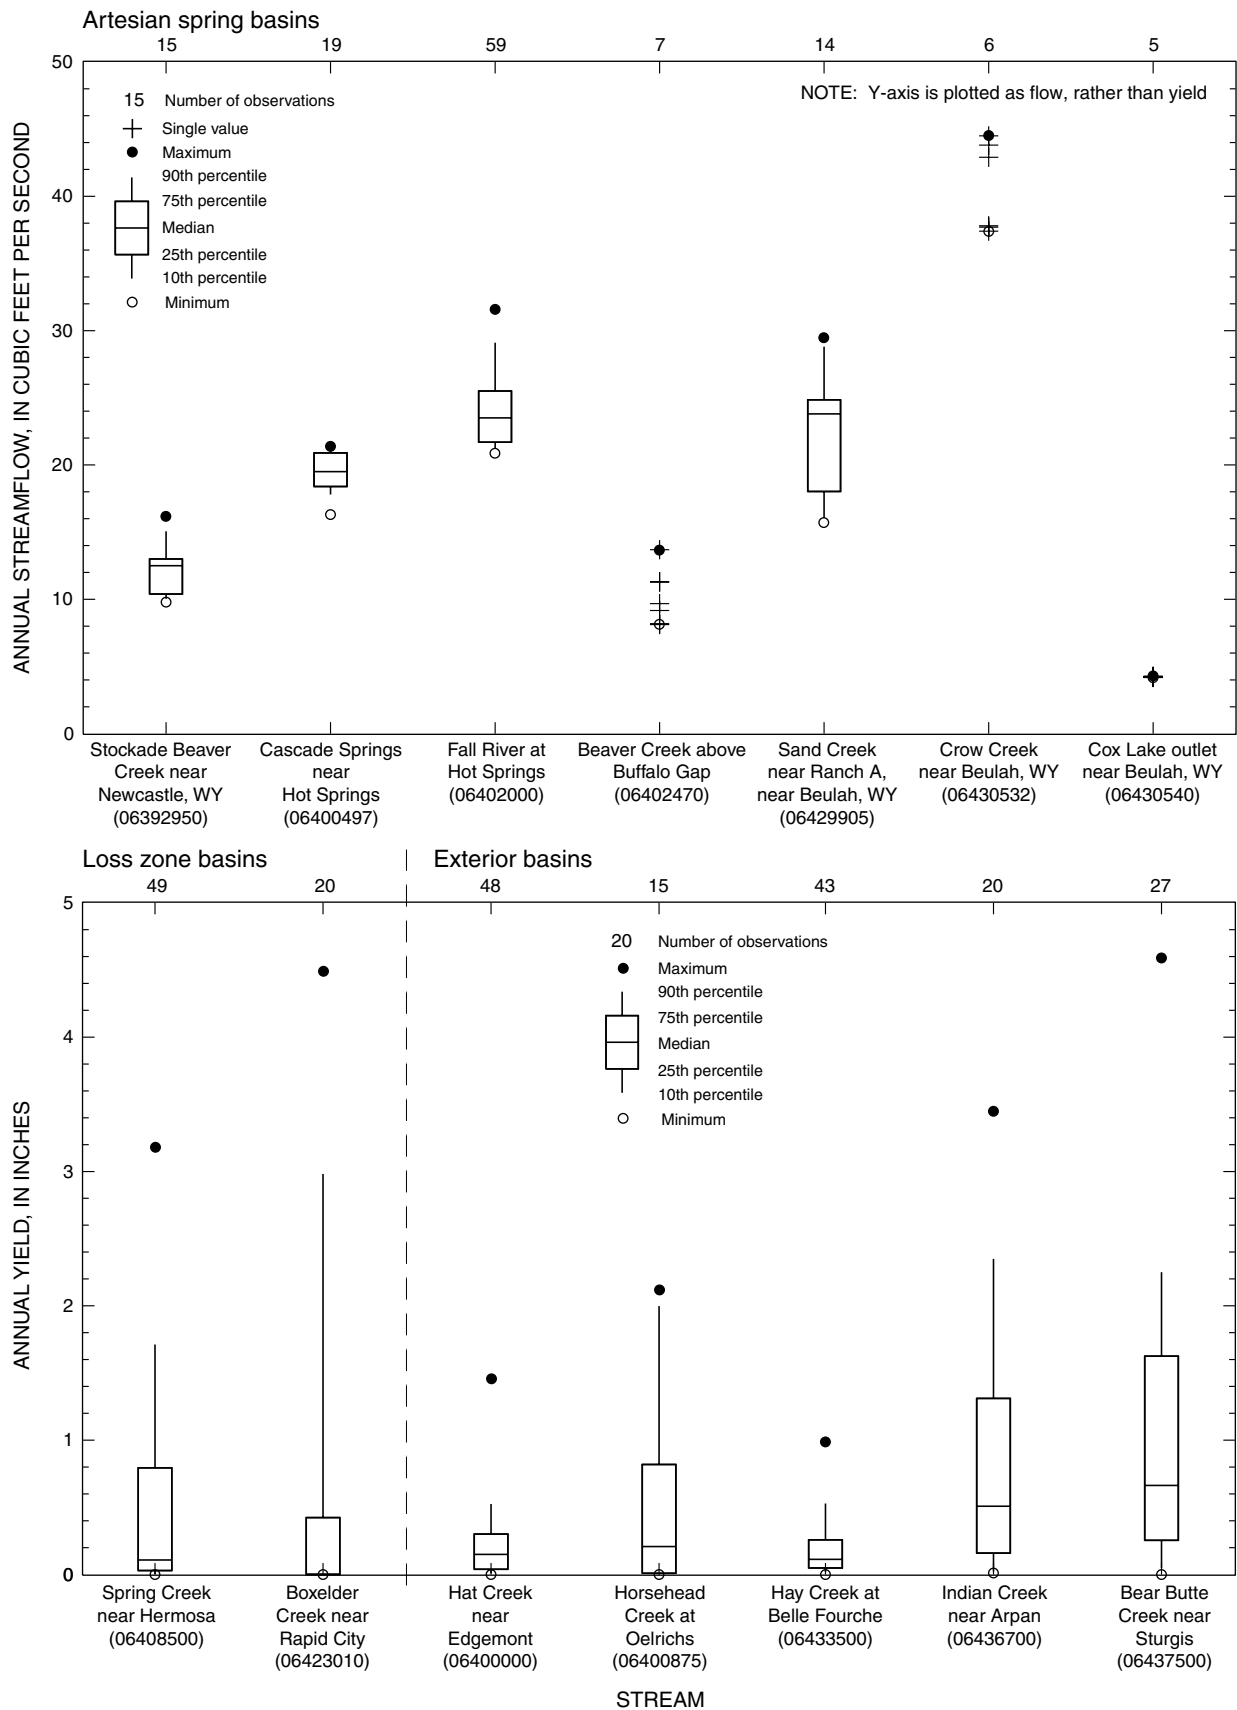 Artesian spring basins
15 19 59 7 14 6 5
50
40
30
20
10
0
ANNUAL STREAMFLOW, IN CUBIC FEET PER SECOND
15 Number of observations
Single value
Maximum
90th percentile
75th percentile
Median
25th percentile
10th percentile
Minimum
NOTE: Y-axis is plotted as flow, rather than yield
Stockade Beaver
Creek near
Newcastle, WY
(06392950)
Cascade Springs
near
Hot Springs
(06400497)
Fall River at
Hot Springs
(06402000)
Beaver Creek above
Buffalo Gap
(06402470)
Sand Creek
near Ranch A,
near Beulah, WY
(06429905)
Crow Creek
near Beulah, WY
(06430532)
Cox Lake outlet
near Beulah, WY
(06430540)
Loss zone basins
Exterior basins
49 20 48 15 43 20 27
5
4
3
2
1
0
ANNUAL YIELD, IN INCHES
20 Number of observations
Maximum
90th percentile
75th percentile
Median
25th percentile
10th percentile
Minimum
Spring Creek
near Hermosa
(06408500)
Boxelder
Creek near
Rapid City
(06423010)
Hat Creek
near
Edgemont
(06400000)
Horsehead
Creek at
Oelrichs
(06400875)
Hay Creek at
Belle Fourche
(06433500)
Indian Creek
near Arpan
(06436700)
Bear Butte
Creek near
Sturgis
(06437500)
STREAM